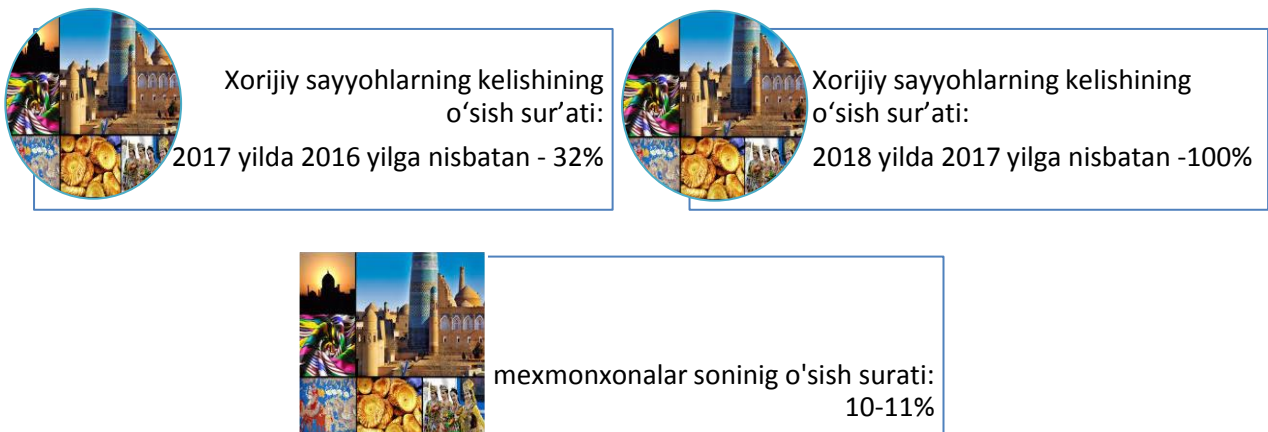 Xorijiy sayyohlarning kelishining
o‘sish sur’ati:
2017 yilda 2016 yilga nisbatan - 32%
Xorijiy sayyohlarning kelishining
o‘sish sur’ati:
2018 yilda 2017 yilga nisbatan -100%
mexmonxonalar soninig o'sish surati:
10-11%